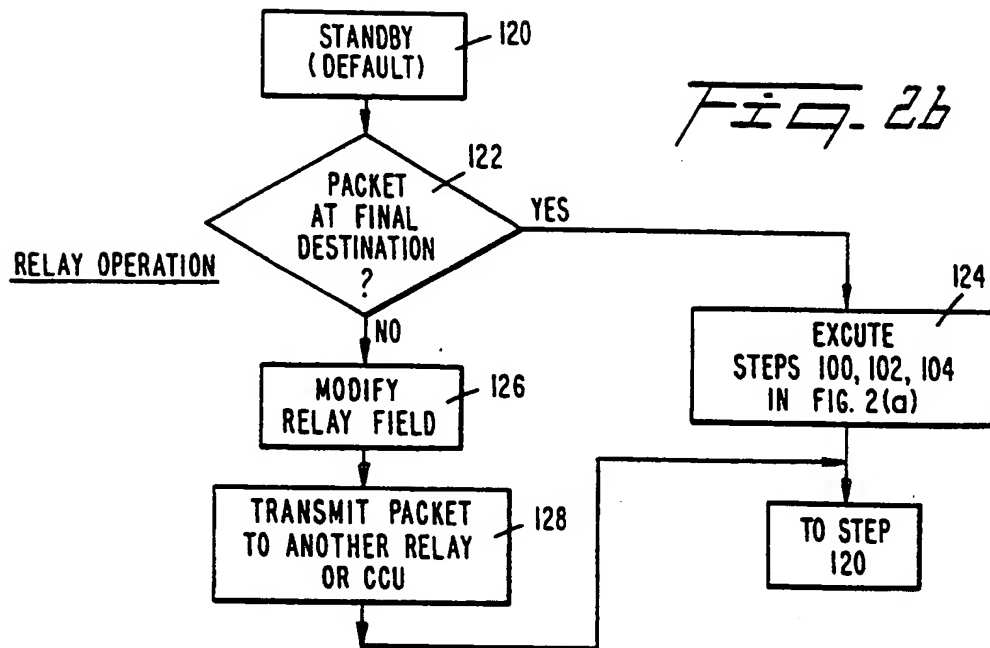 STANDBY
(DEFAULT)
120
Fig. 2b
PACKET
AT FINAL
DESTINATION
?
122
YES
RELAY OPERATION
NO
124
EXCUTE
STEPS 100, 102, 104
IN FIG. 2(a)
MODIFY
RELAY FIELD
126
TRANSMIT PACKET
TO ANOTHER RELAY
OR CCU
128
TO STEP
120